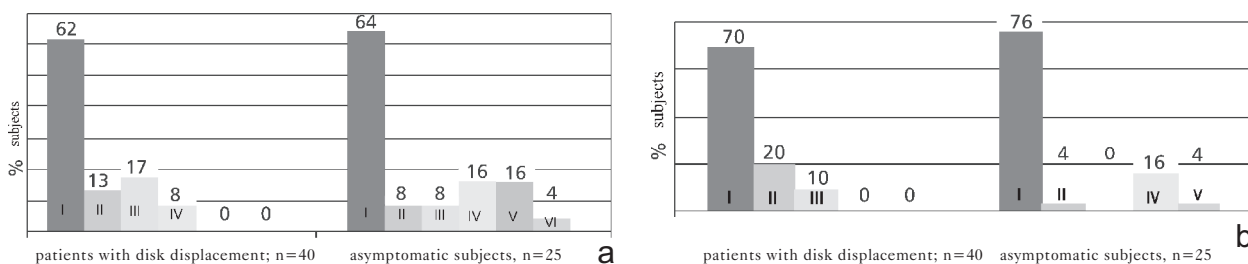 62
13
17
8
0
0
64
8
8
16
16
4
I
II
III
IV
I
II
III
IV
V
VI
% subjects
patients with disk displacement; n=40
asymptomatic subjects, n=25
a
70
20
10
0
0
76
4
0
16
4
I
II
III
I
II
IV
V
% subjects
patients with disk displacement; n=40
asymptomatic subjects, n=25
b